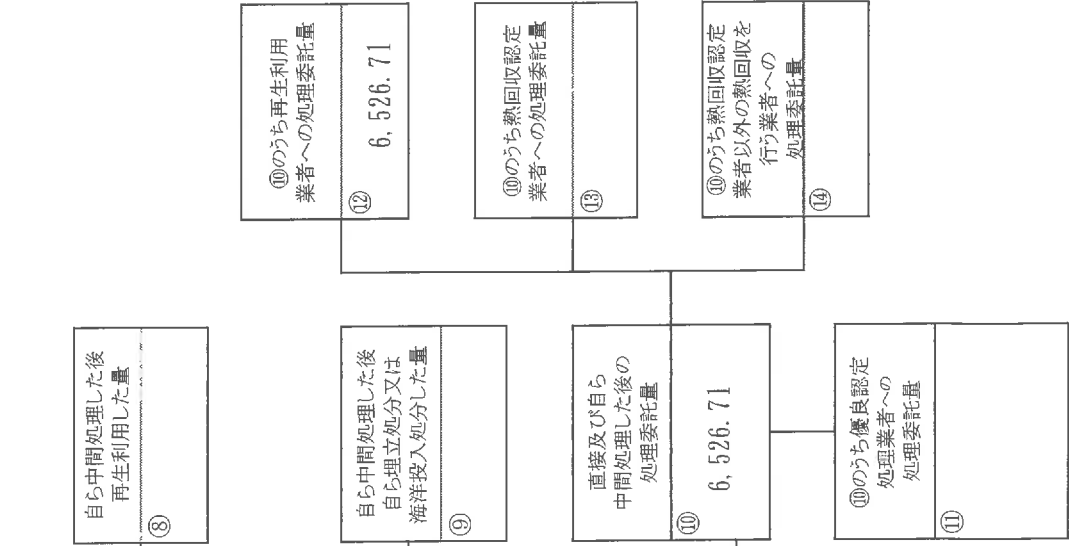 自ら中間処理した後
再生利用した量
⑧
自ら中間処理した後
自ら埋立処分又は
海洋投入処分した量
⑨
直接及び自ら
中間処理した後の
処理委託量
⑩
6,526.71
⑩のうち優良認定
処理業者への
処理委託量
⑪
⑩のうち再生利用
業者への処理委託量
⑫
6,526.71
⑩のうち熱回収認定
業者への処理委託量
⑬
⑩のうち熱回収認定
業者以外の熱回収を
行う業者への
処理委託量
⑭